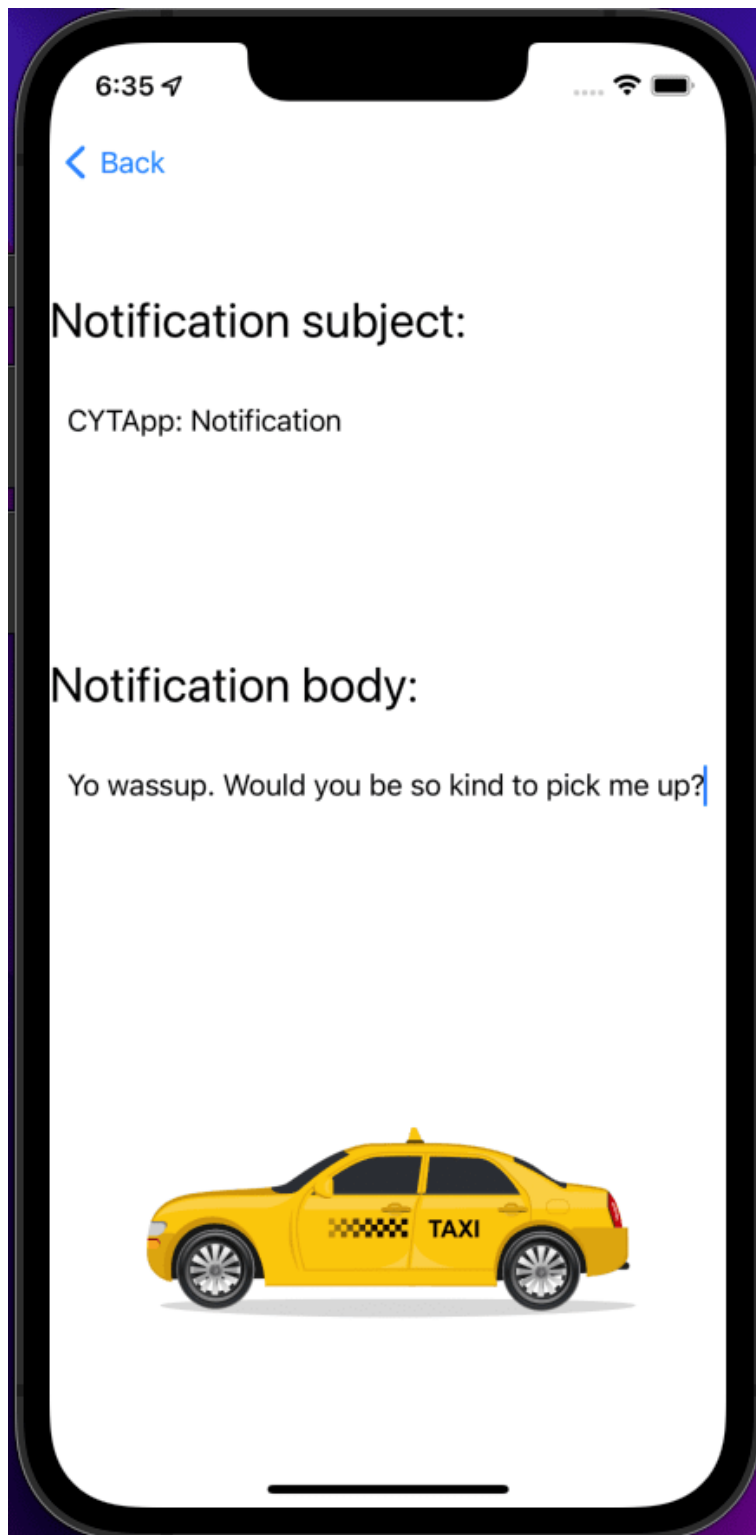 6:35
Back
Notification subject:
CYTApp: Notification
Notification body:
Yo wassup. Would you be so kind to pick me up?
TAXI